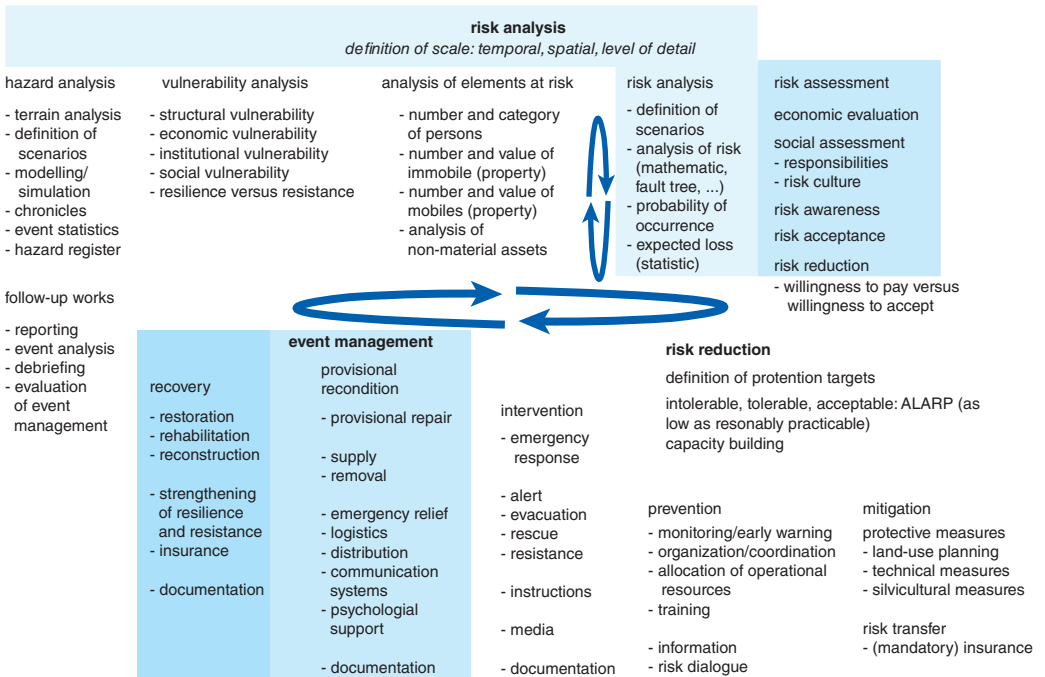 risk analysis
definition of scale: temporal, spatial, level of detail
hazard analysis
- terrain analysis
- definition of
scenarios
- modelling/
simulation
- chronicles
- event statistics
- hazard register
vulnerability analysis
- structural vulnerability
- economic vulnerability
- institutional vulnerability
- social vulnerability
- resilience versus resistance
analysis of elements at risk
- number and category
of persons
- number and value of
immobile (property)
- number and value of
mobiles (property)
- analysis of
non-material assets
risk analysis
- definition of
scenarios
- analysis of risk
(mathematic,
fault tree, ...)
- probability of
occurrence
- expected loss
(statistic)
risk assessment
economic evaluation
social assessment
- responsibilities
- risk culture
risk awareness
risk acceptance
risk reduction
- willingness to pay versus
willingness to accept
follow-up works
- reporting
- event analysis
- debriefing
- evaluation
of event
management
recovery
- restoration
- rehabilitation
- reconstruction
- strengthening
of resilience
and resistance
- insurance
- documentation
event management
provisional
recondition
- provisional repair
- supply
- removal
- emergency relief
- logistics
- distribution
- communication
systems
- psychologial
support
- documentation
intervention
- emergency
response
- alert
- evacuation
- rescue
- resistance
- instructions
- media
- documentation
risk reduction
definition of protention targets
intolerable, tolerable, acceptable: ALARP (as
low as resonably practicable)
capacity building
prevention
- monitoring/early warning
- organization/coordination
- allocation of operational
resources
- training
- information
- risk dialogue
mitigation
protective measures
- land-use planning
- technical measures
- silvicultural measures
risk transfer
- (mandatory) insurance